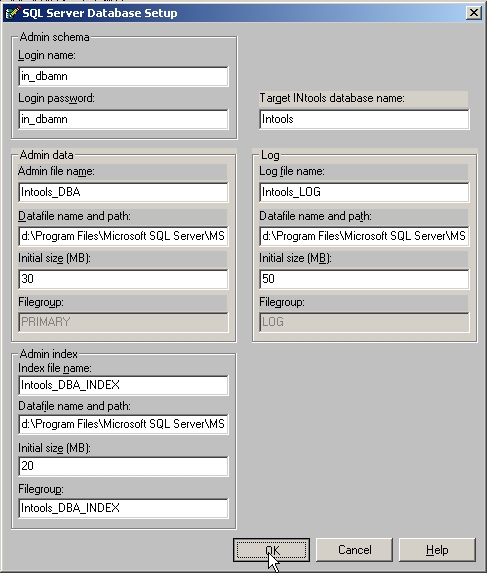 SQL Server Database Setup
Admin schema
Login name:
in_dbamn
Login password:
in_dbamn
Target INtools database name:
Intools
Admin data
Admin file name:
Intools_DBA
Datafile name and path:
d:\Program Files\Microsoft SQL Server\MS
Initial size (MB):
30
Filegroup:
PRIMARY
Log
Log file name:
Intools_LOG
Datafile name and path:
d:\Program Files\Microsoft SQL Server\MS
Initial size (MB):
50
Filegroup:
LOG
Admin index
Index file name:
Intools_DBA_INDEX
Datafile name and path:
d:\Program Files\Microsoft SQL Server\MS
Initial size (MB):
20
Filegroup:
Intools_DBA_INDEX
OK
Cancel
Help